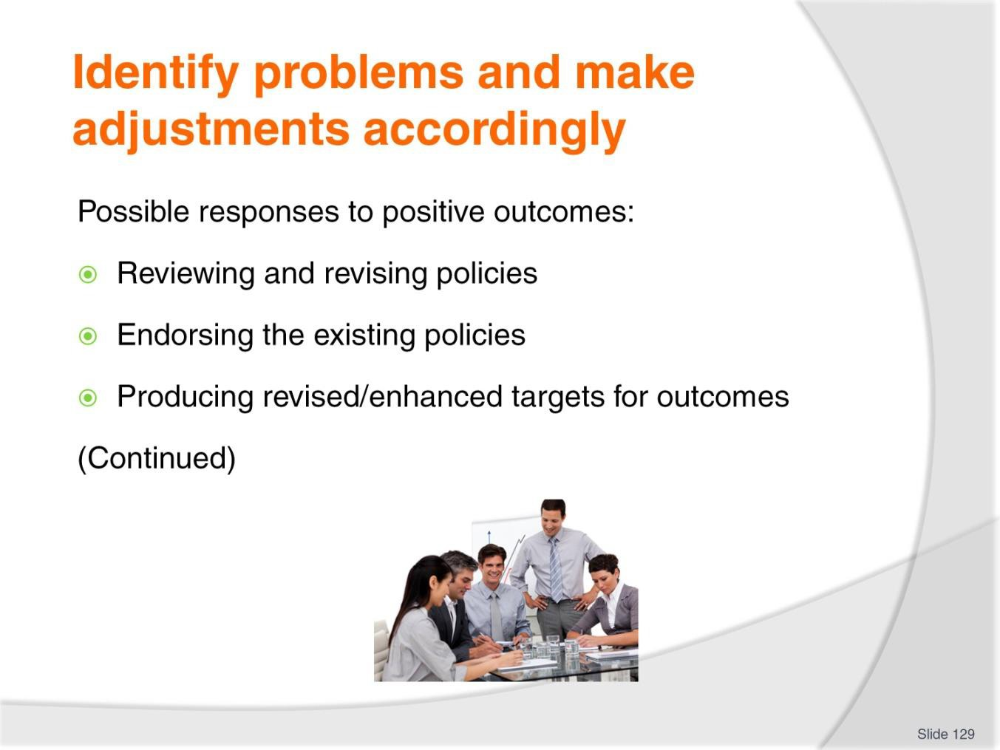 Identify problems and make
adjustments accordingly
Possible responses to positive outcomes:
Reviewing and revising policies
Endorsing the existing policies
Producing revised/enhanced targets for outcomes
(Continued)
Slide 129